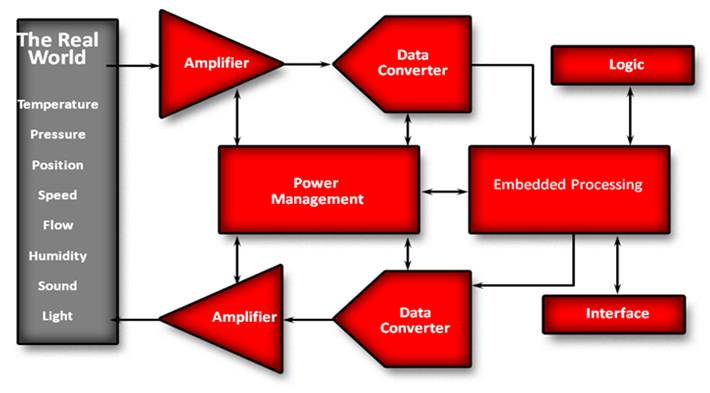 The Real
World
Temperature
Pressure
Position
Speed
Flow
Humidity
Sound
Light
Amplifier
Data
Converter
Logic
Power
Management
Embedded Processing
Amplifier
Data
Converter
Interface